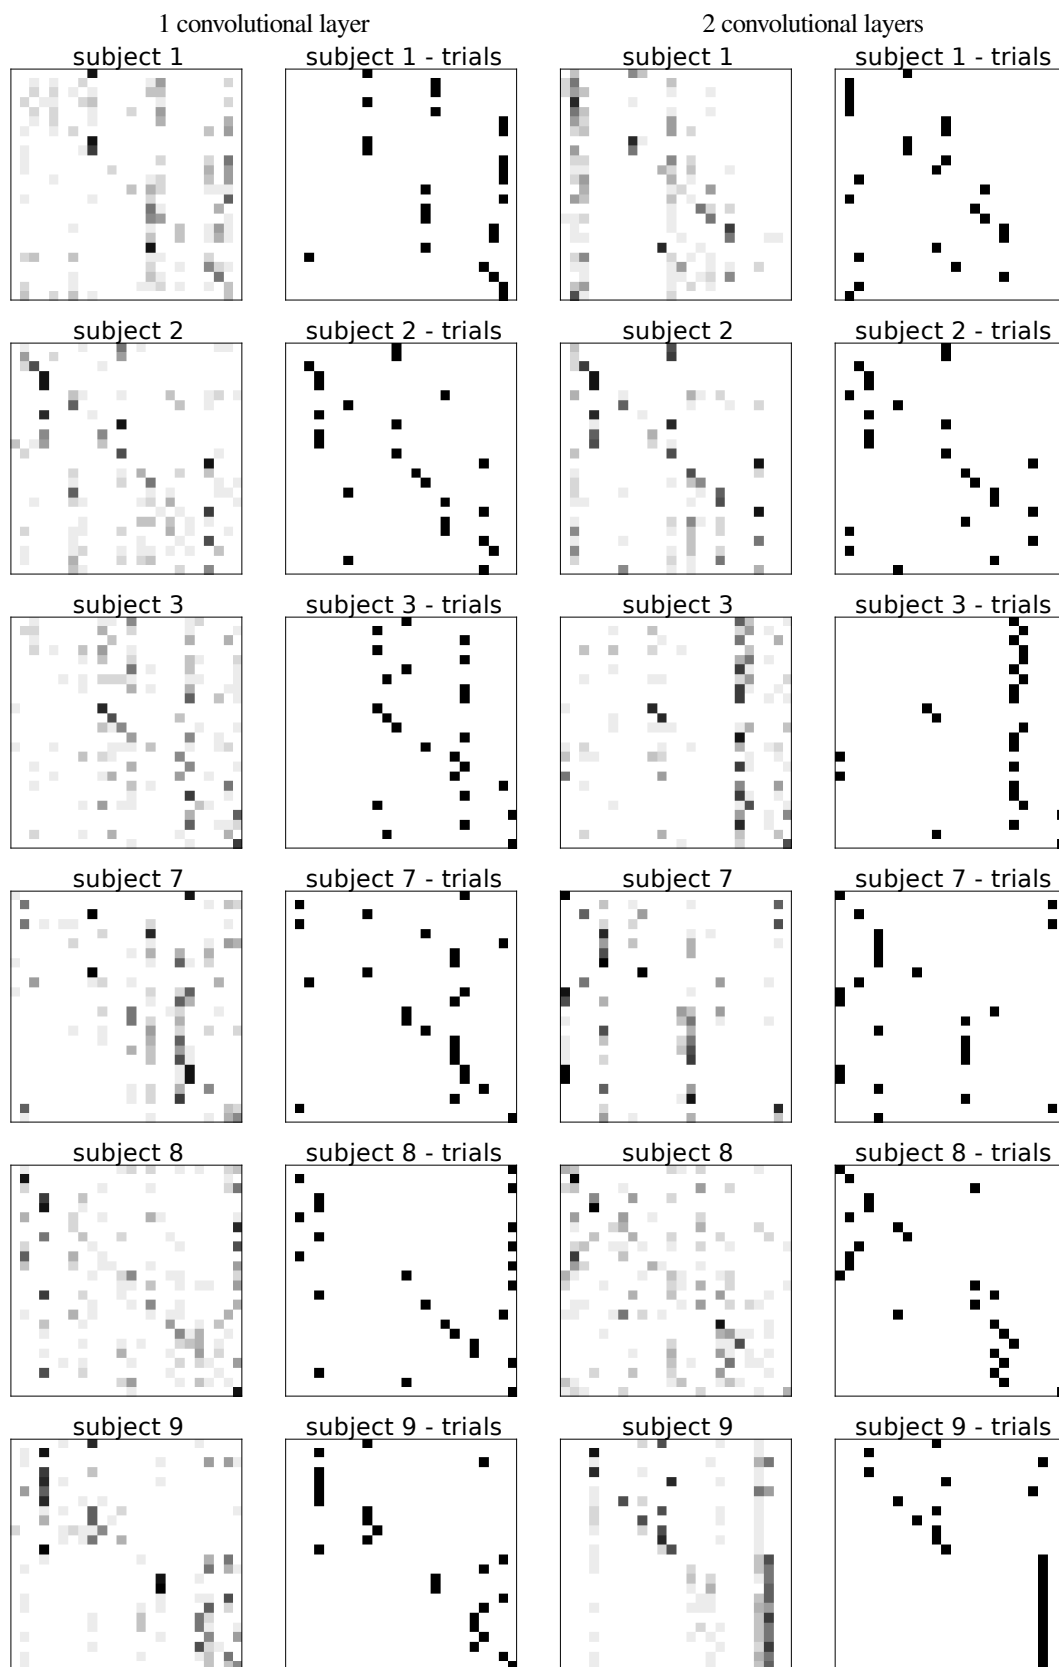 1 convolutional layer 2 convolutional layers
subject 1 subject 1 - trials subject 1 subject 1 - trials
subject 2 subject 2 - trials subject 2 subject 2 - trials
subject 3 subject 3 - trials subject 3 subject 3 - trials
subject 7 subject 7 - trials subject 7 subject 7 - trials
subject 8 subject 8 - trials subject 8 subject 8 - trials
subject 9 subject 9 - trials subject 9 subject 9 - trials